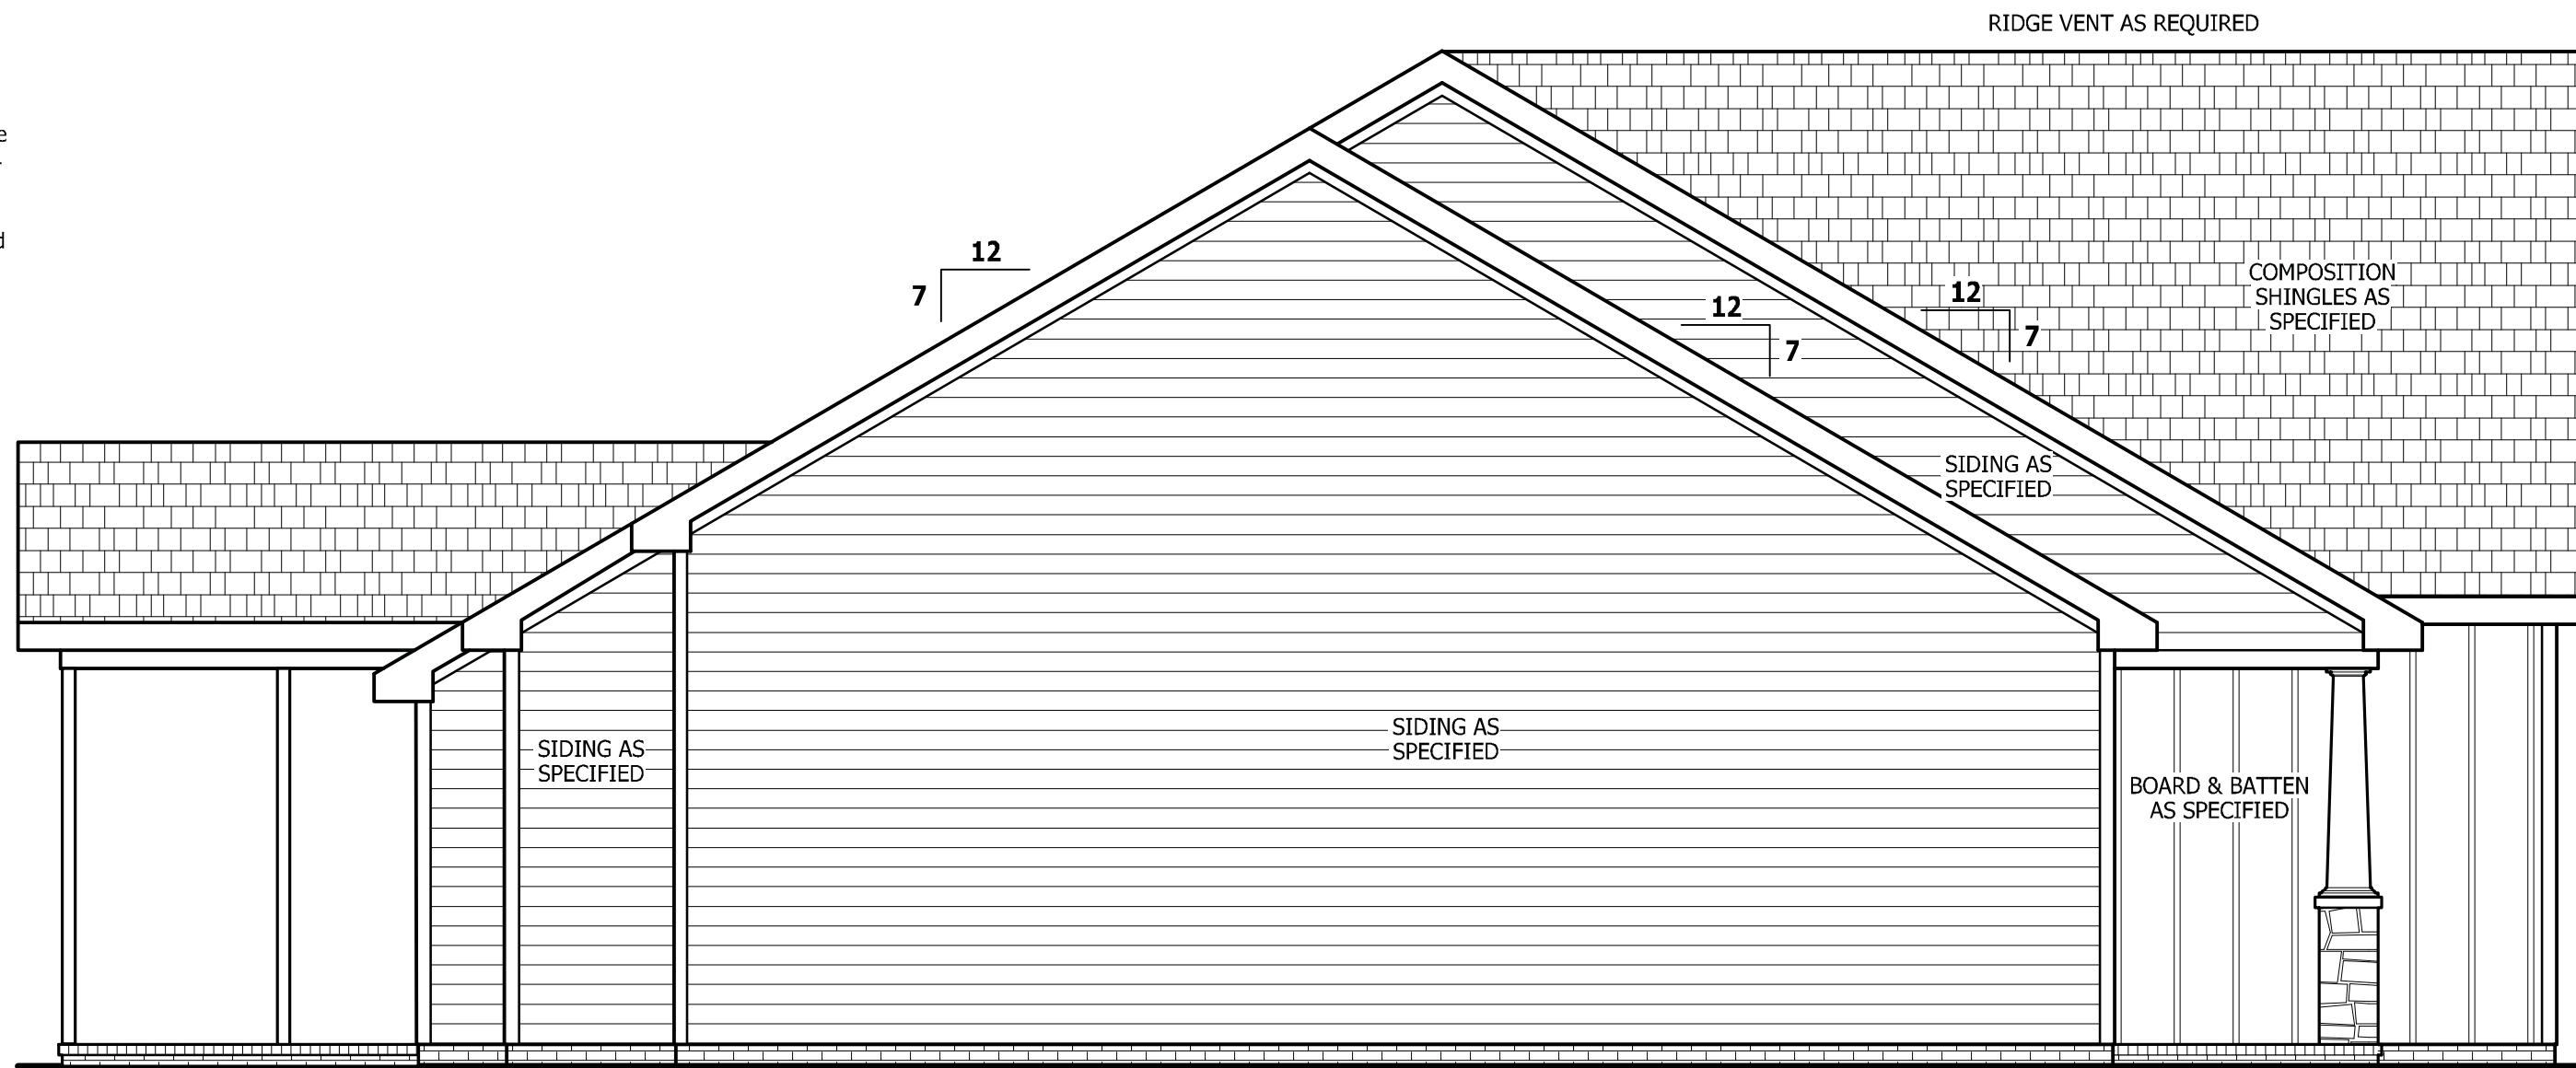 RIDGE VENT AS REQUIRED
e
d
12
7
12
7
12
7
COMPOSITION
SHINGLES AS
SPECIFIED
SIDING AS
SPECIFIED
SIDING AS
SPECIFIED
SIDING AS
SPECIFIED
BOARD & BATTEN
AS SPECIFIED